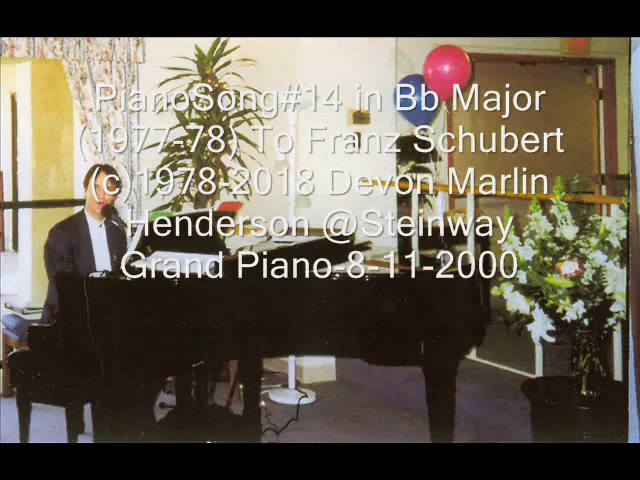 PianoSong#14 in Bb Major
(1977-78) To Franz Schubert
(c)1978-2018 Devon Marlin
Henderson @Steinway
Grand Piano-8-11-2000